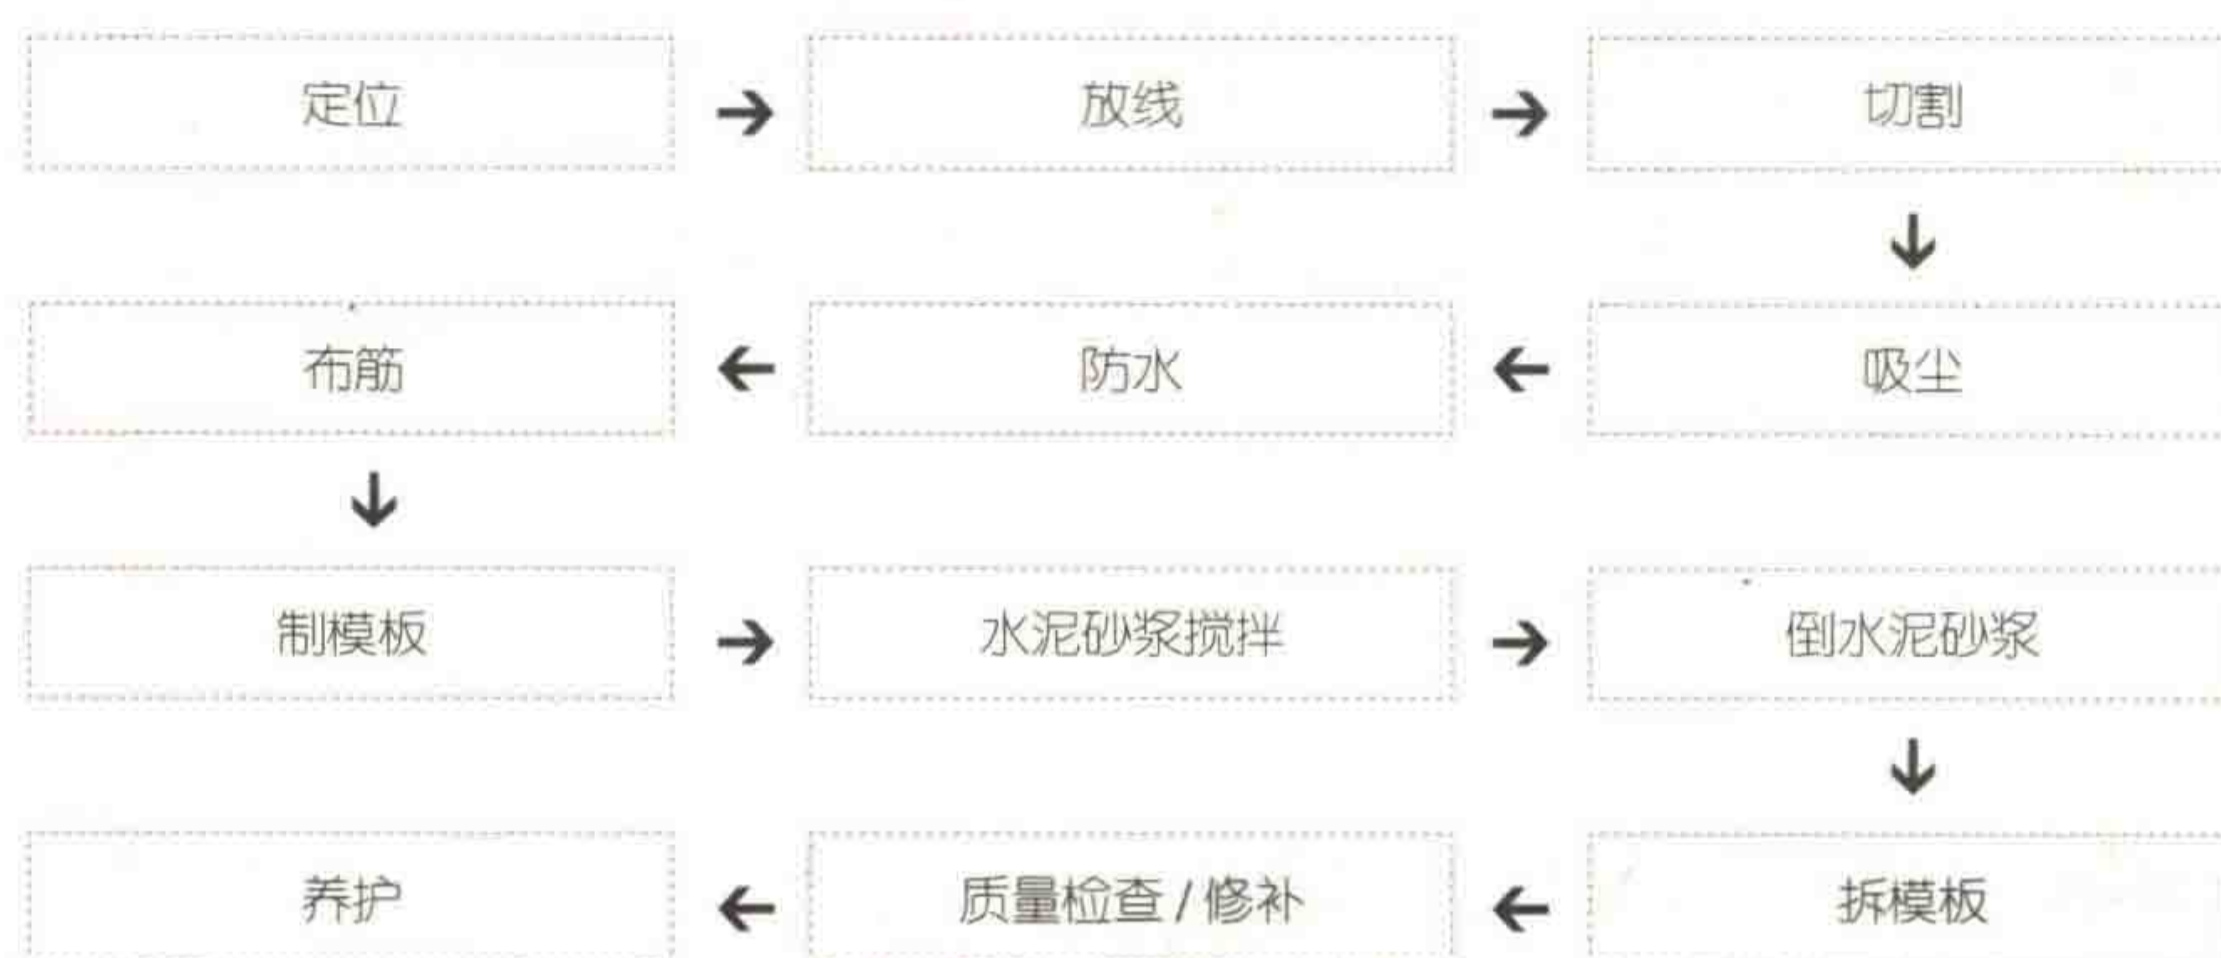 定位 → 放线 → 切割
布筋 ← 防水 ← 吸尘
制模板 → 水泥砂浆搅拌 → 倒水泥砂浆
养护 ← 质量检查 / 修补 ← 拆模板